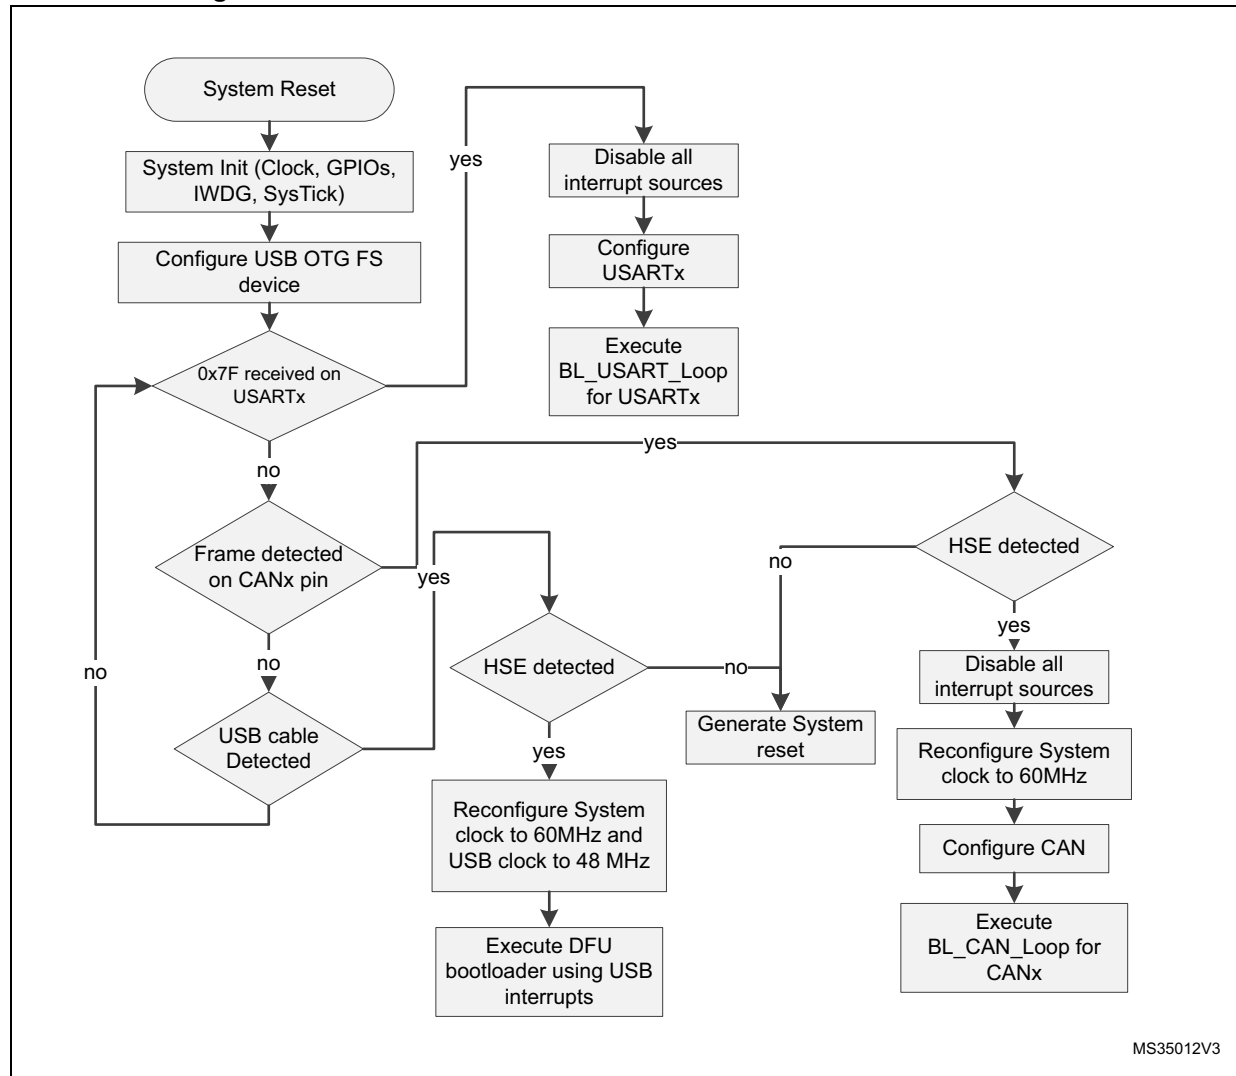 System Reset
System Init (Clock, GPIOs,
IWDG, SysTick)
Configure USB OTG FS
device
0x7F received on
USARTx
yes
Disable all
interrupt sources
Configure
USARTx
Execute
BL_USART_Loop
for USARTx
no
Frame detected
on CANx pin
yes
HSE detected
no
yes
Disable all
interrupt sources
Reconfigure System
clock to 60MHz
Configure CAN
Execute
BL_CAN_Loop for
CANx
no
USB cable
Detected
no
yes
HSE detected
no
Generate System
reset
yes
Reconfigure System
clock to 60MHz and
USB clock to 48 MHz
Execute DFU
bootloader using USB
interrupts
MS35012V3